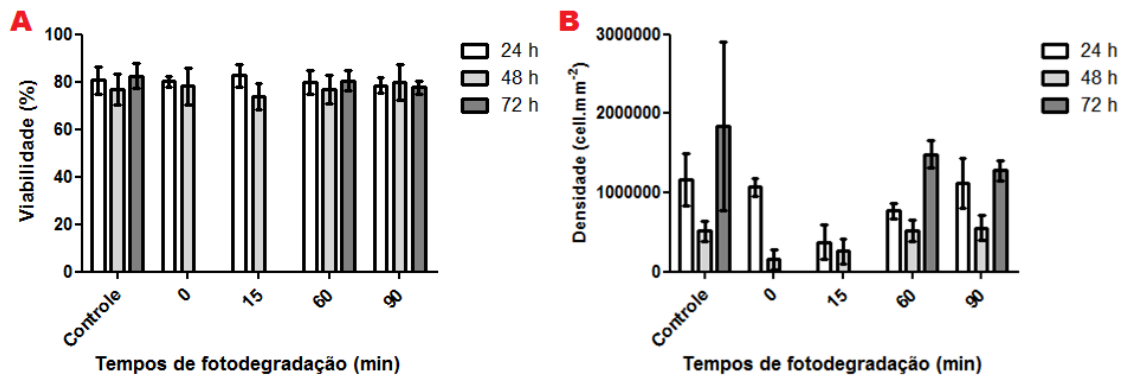 A
100
80
60
40
20
0
Viabilidade (%)
Controle
0
15
60
90
Tempos de fotodegradação (min)
24 h
48 h
72 h
B
3000000
2000000
1000000
0
Densidade (cell.mm⁻²)
Controle
0
15
60
90
Tempos de fotodegradação (min)
24 h
48 h
72 h